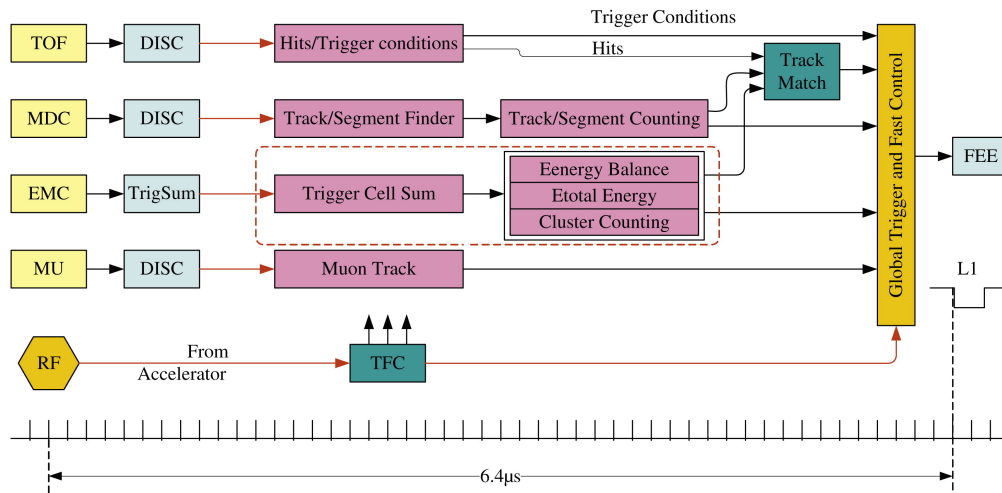 Trigger Conditions
TOF
DISC
Hits/Trigger conditions
Hits
Track
Match
MDC
DISC
Track/Segment Finder
Track/Segment Counting
EMC
TrigSum
Trigger Cell Sum
Eenergy Balance
Etotal Energy
Cluster Counting
MU
DISC
Muon Track
Global Trigger and Fast Control
FEE
L1
RF
From
Accelerator
TFC
6.4μs